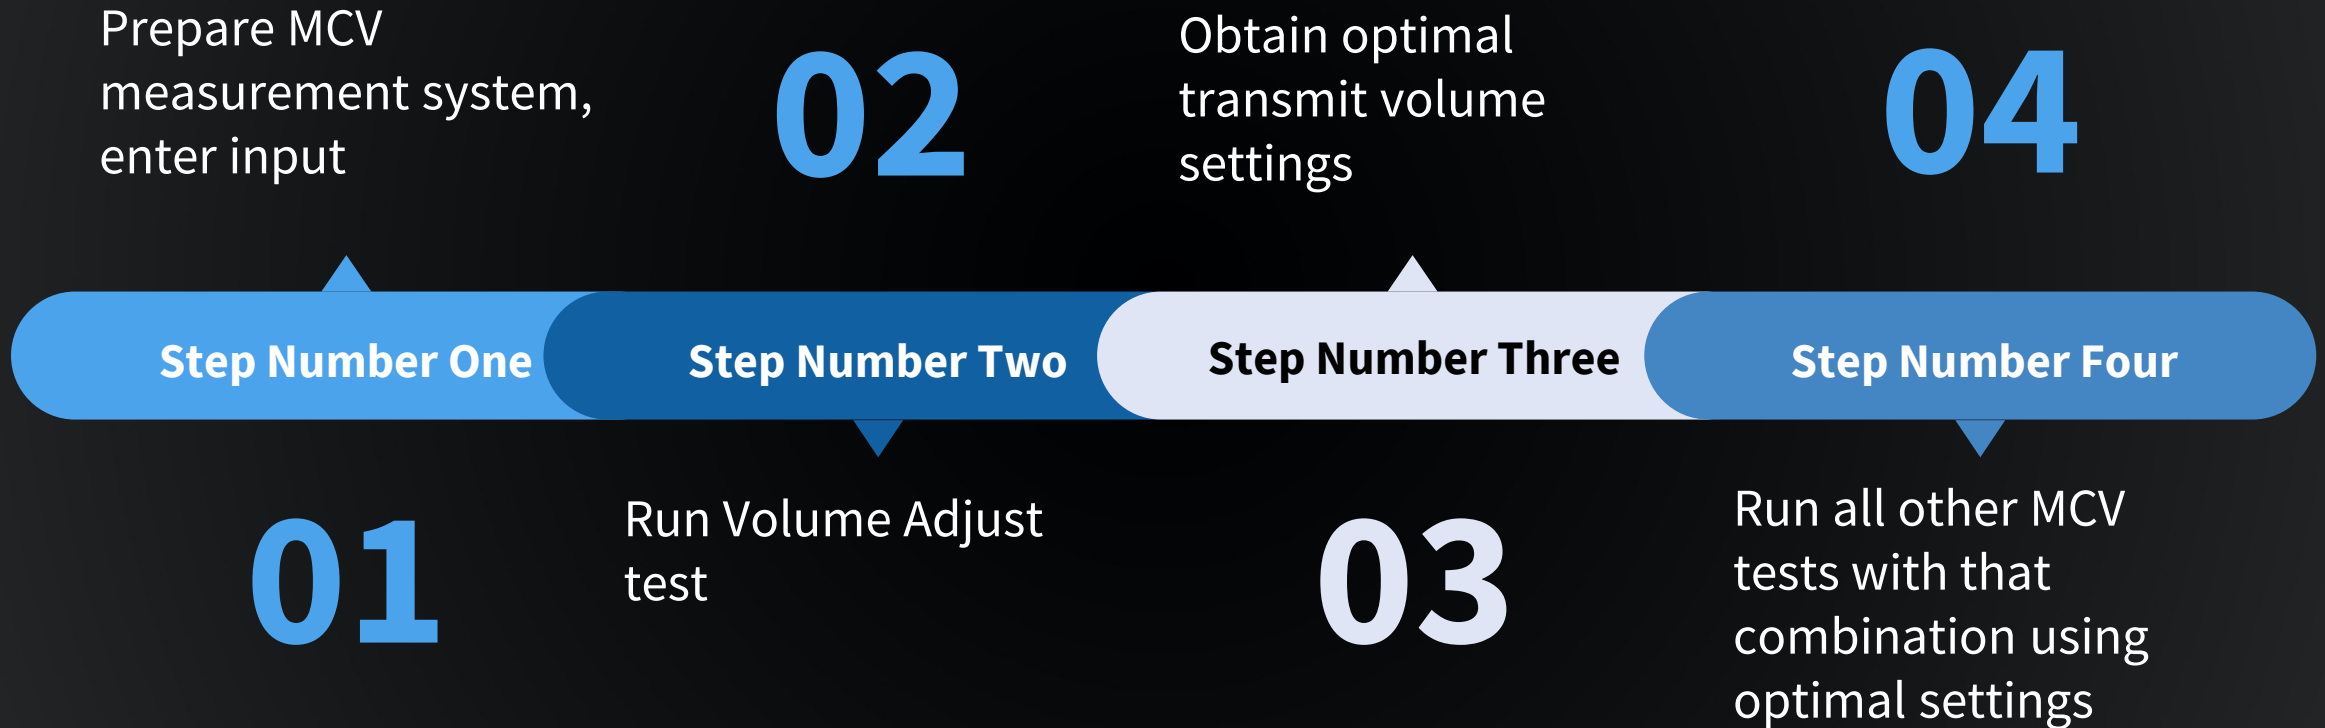 Prepare MCV
measurement system,
enter input
02
Obtain optimal
transmit volume
settings
04
Step Number One
Step Number Two
Step Number Three
Step Number Four
01
Run Volume Adjust
test
03
Run all other MCV
tests with that
combination using
optimal settings